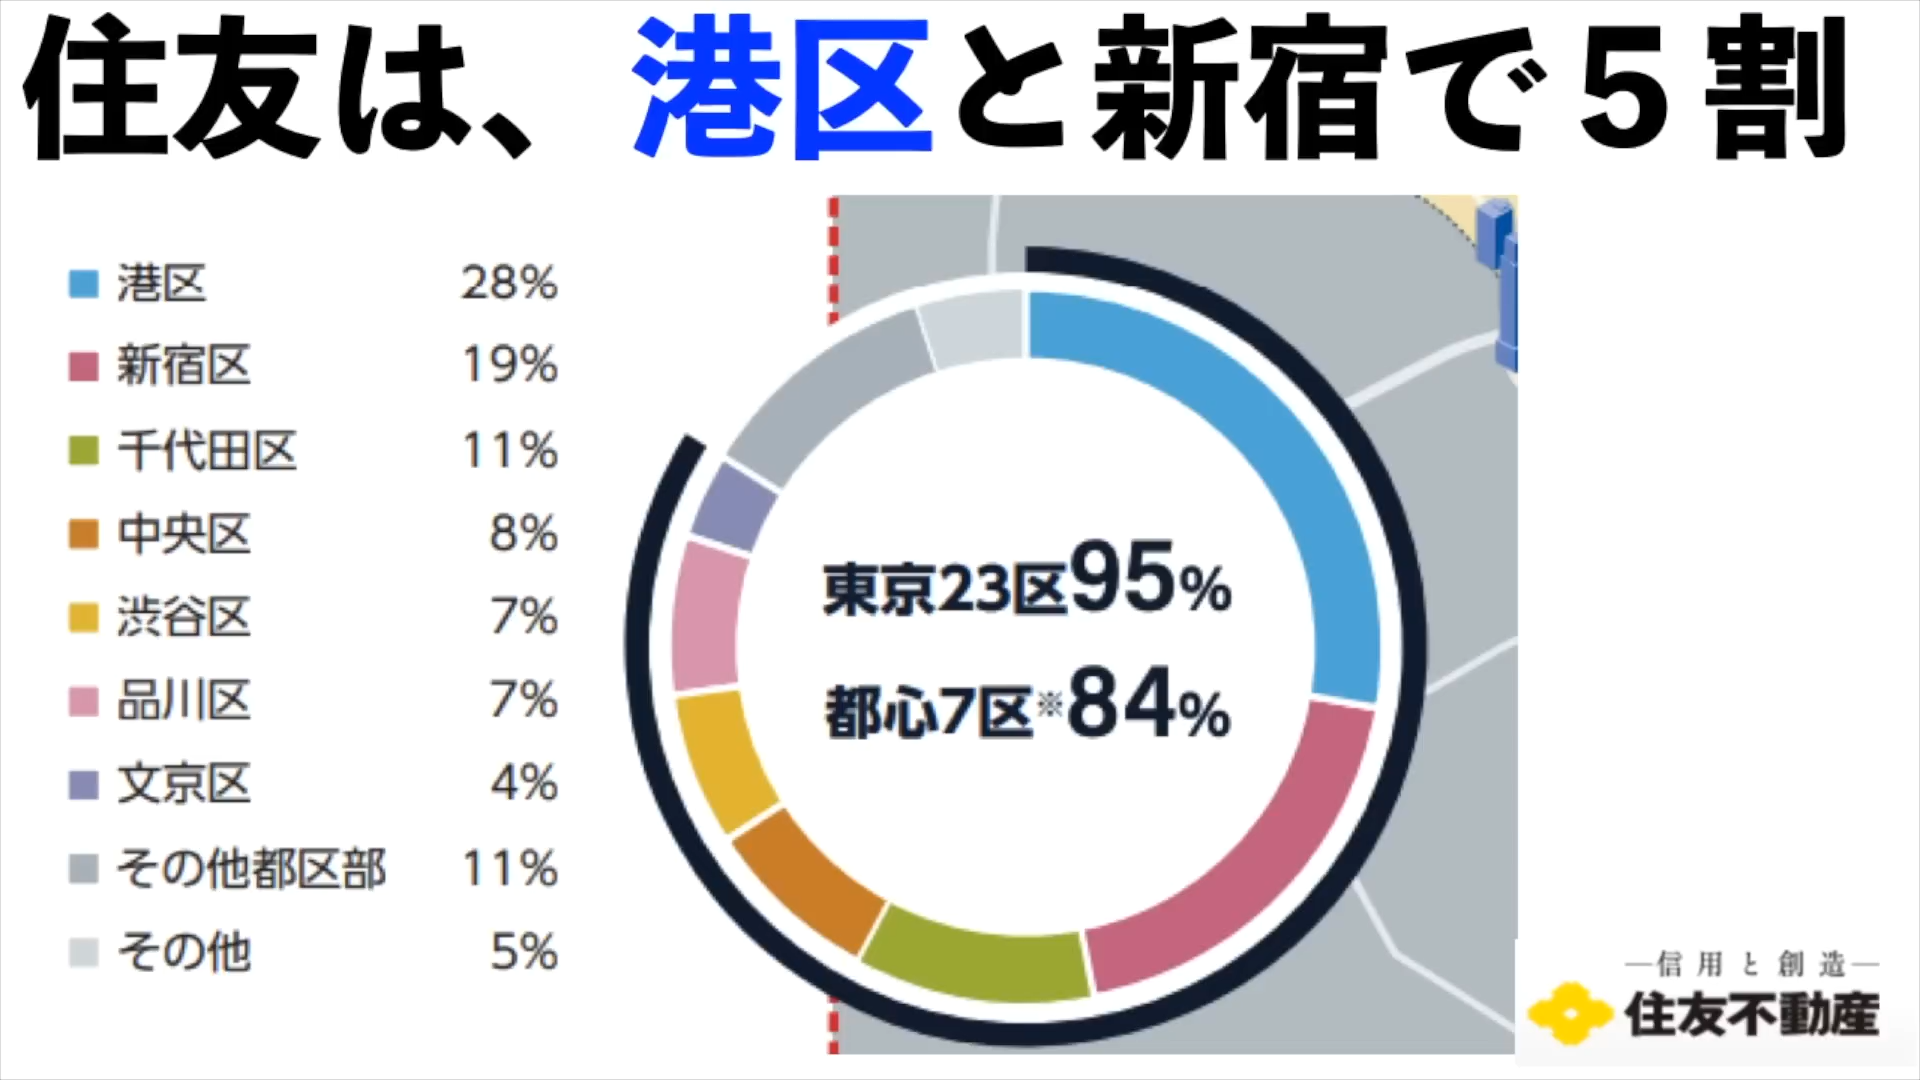 住友は、港区と新宿で５割
港区 28%
新宿区 19%
千代田区 11%
中央区 8%
渋谷区 7%
品川区 7%
文京区 4%
その他都区部 11%
その他 5%
東京23区95%
都心7区※84%
―信用と創造―
住友不動産